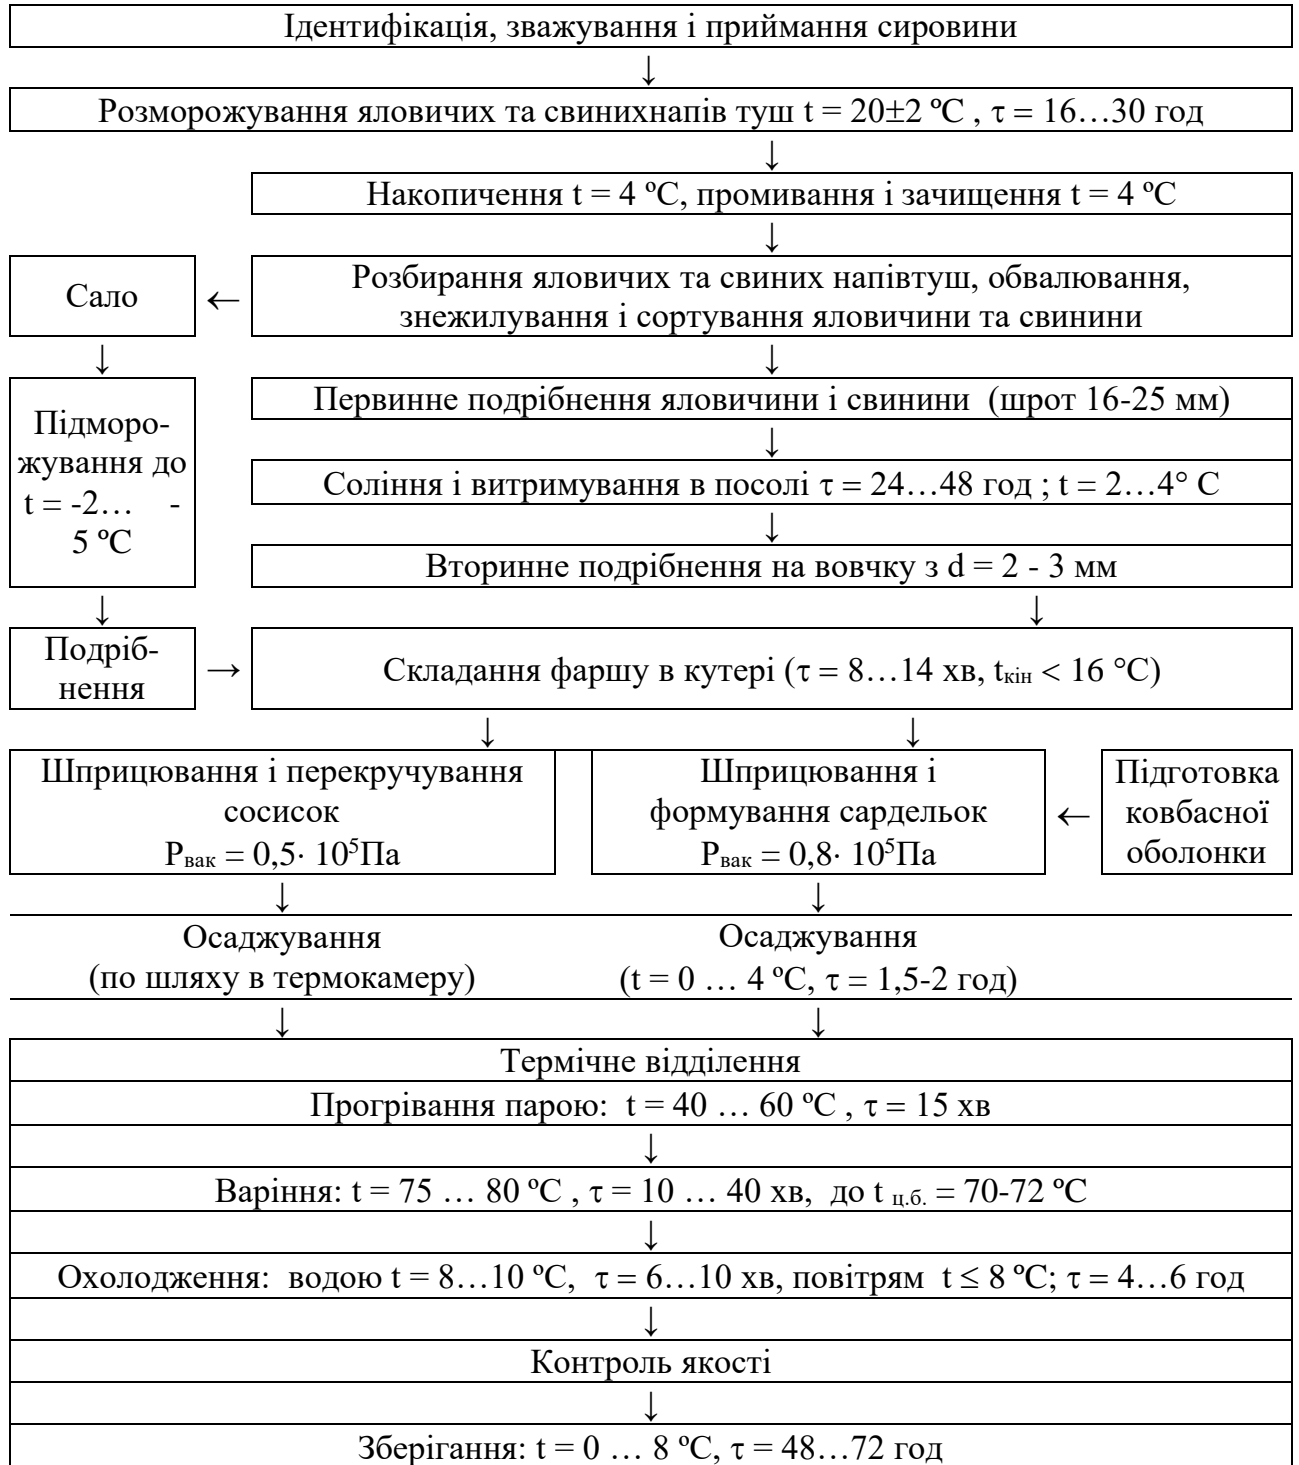 Ідентифікація, зважування і приймання сировини
↓
Розморожування яловичих та свинихнапів туш t = 20±2 ºС , τ = 16…30 год
↓
Накопичення t = 4 ºС, промивання і зачищення t = 4 ºС
↓
Сало
←
Розбирання яловичих та свиних напівтуш, обвалювання,
знежилування і сортування яловичини та свинини
↓
↓
Підморо-
жування до
t = -2… -
5 ºС
Первинне подрібнення яловичини і свинини (шрот 16-25 мм)
↓
Соління і витримування в посолі τ = 24…48 год ; t = 2…4° С
↓
Вторинне подрібнення на вовчку з d = 2 - 3 мм
↓
↓
Подріб-
нення
→
Складання фаршу в кутері (τ = 8…14 хв, tкін < 16 °С)
↓
↓
Шприцювання і перекручування
сосисок
Рвак = 0,5· 10⁵Па
Шприцювання і
формування сардельок
Рвак = 0,8· 10⁵Па
←
Підготовка
ковбасної
оболонки
↓
↓
Осаджування
(по шляху в термокамеру)
Осаджування
(t = 0 … 4 ºС, τ = 1,5-2 год)
↓
↓
Термічне відділення
Прогрівання парою: t = 40 … 60 ºС , τ = 15 хв
↓
Варіння: t = 75 … 80 ºС , τ = 10 … 40 хв, до t ц.б. = 70-72 ºС
↓
Охолодження: водою t = 8…10 ºС, τ = 6…10 хв, повітрям t ≤ 8 ºС; τ = 4…6 год
↓
Контроль якості
↓
Зберігання: t = 0 … 8 ºС, τ = 48…72 год